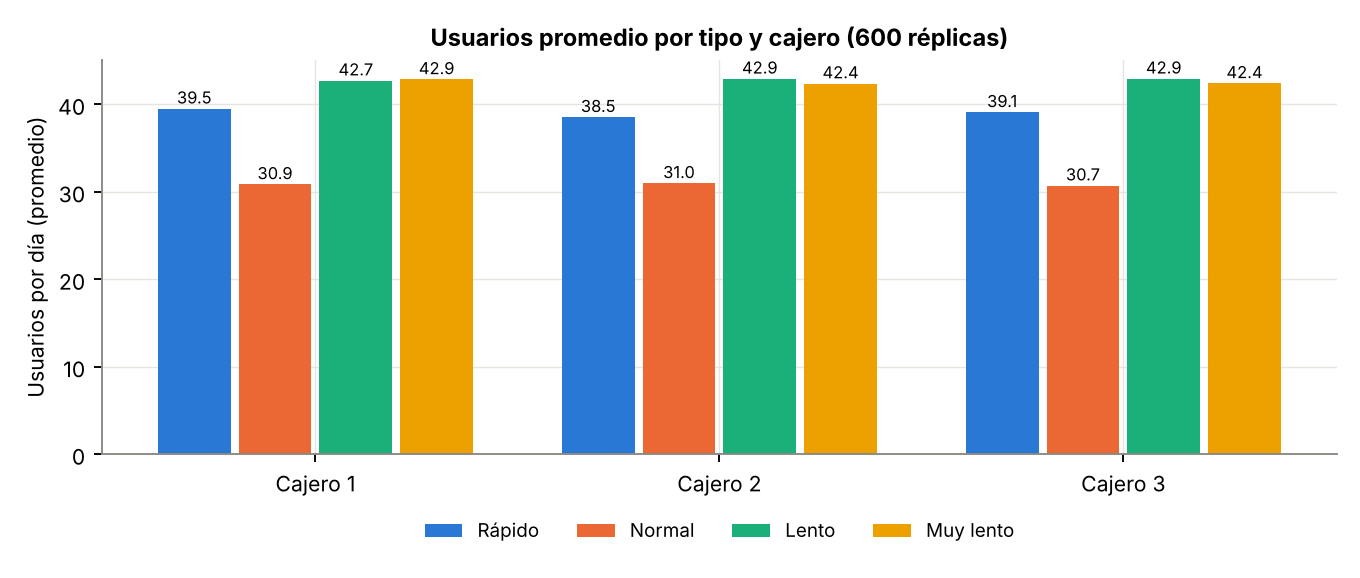 Usuarios promedio por tipo y cajero (600 réplicas)
Usuarios por día (promedio)
40
30
20
10
0
39.5
30.9
42.7
42.9
38.5
31.0
42.9
42.4
39.1
30.7
42.9
42.4
Cajero 1
Cajero 2
Cajero 3
Rápido
Normal
Lento
Muy lento